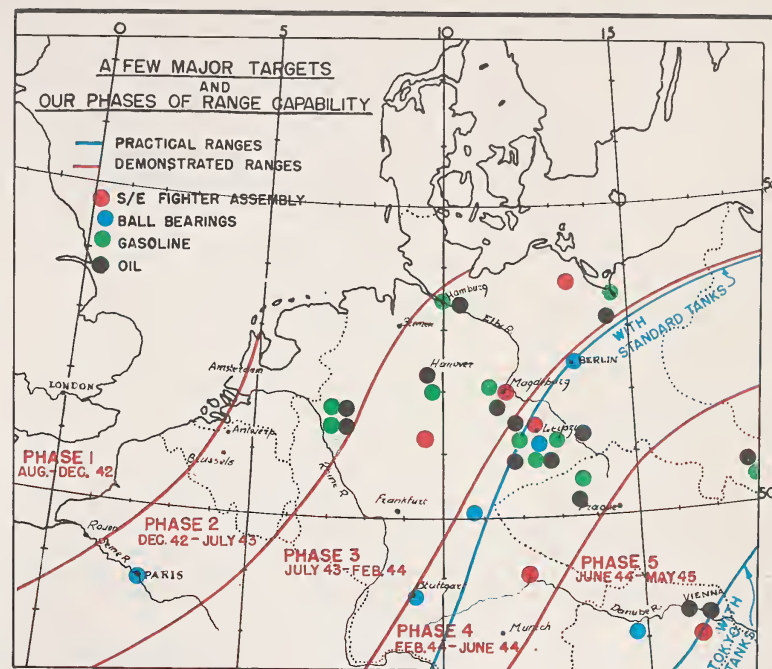 0 5 10 15
A FEW MAJOR TARGETS
AND
OUR PHASES OF RANGE CAPABILITY
PRACTICAL RANGES
DEMONSTRATED RANGES
S/E FIGHTER ASSEMBLY
BALL BEARINGS
GASOLINE
OIL
Hamburg
Elbe R
WITH
STANDARD TANKS
BERLIN
Hanover
Magdeburg
Amsterdam
LONDON
Antwerp
Leipzig
Brussels
PHASE 1
AUG.-DEC. 42
50
Frankfurt
Prague
Rouen
Seine R
PHASE 2
DEC. 42-JULY 43
PHASE 3
JULY 43-FEB. 44
PHASE 5
JUNE 44-MAY 45
PARIS
Stuttgart
Danube R
VIENNA
PHASE 4
FEB. 44-JUNE 44
Munich
WITH
TOKYO
TANKS